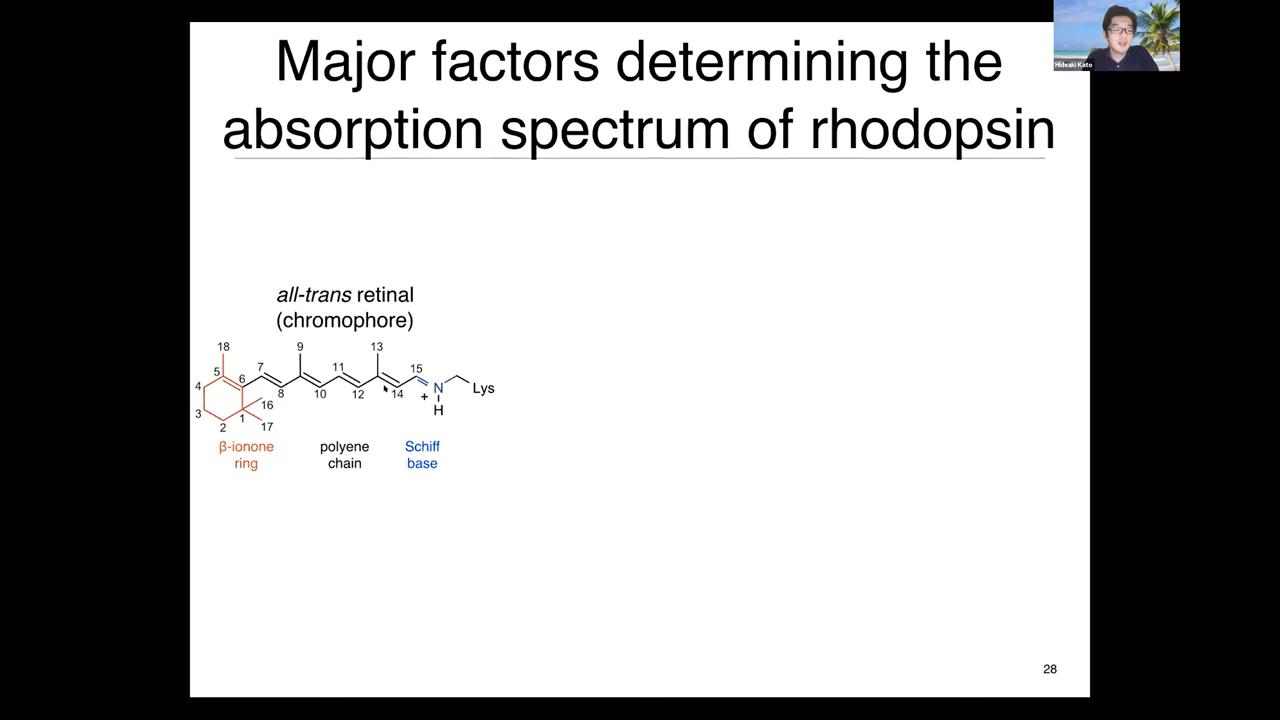 Major factors determining the
absorption spectrum of rhodopsin
Hideaki Kato
all-trans retinal
(chromophore)
18
9
13
5
6
7
11
15
4
8
10
12
14
N
Lys
+
H
3
16
2
1
17
β-ionone
ring
polyene
chain
Schiff
base
28